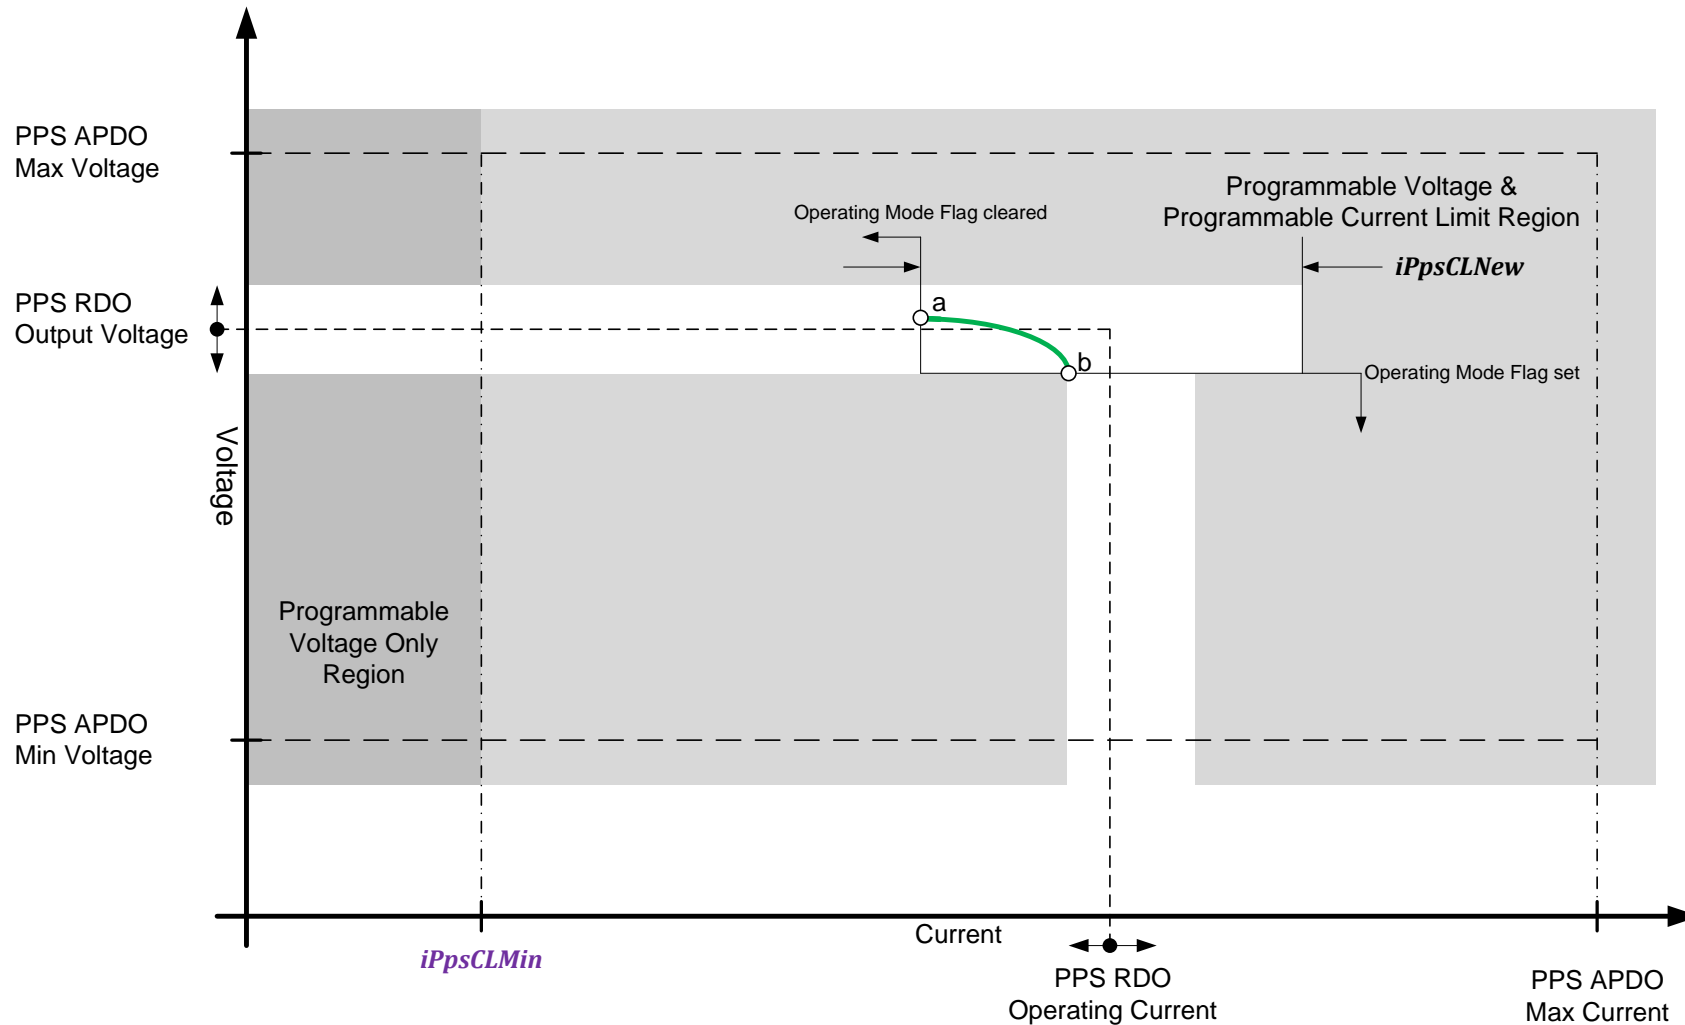 PPS APDO
Max Voltage
Programmable Voltage &
Programmable Current Limit Region
Operating Mode Flag cleared
iPpsCLNew
PPS RDO
Output Voltage
a
b
Operating Mode Flag set
Voltage
Programmable
Voltage Only
Region
PPS APDO
Min Voltage
Current
iPpsCLMin
PPS RDO
Operating Current
PPS APDO
Max Current